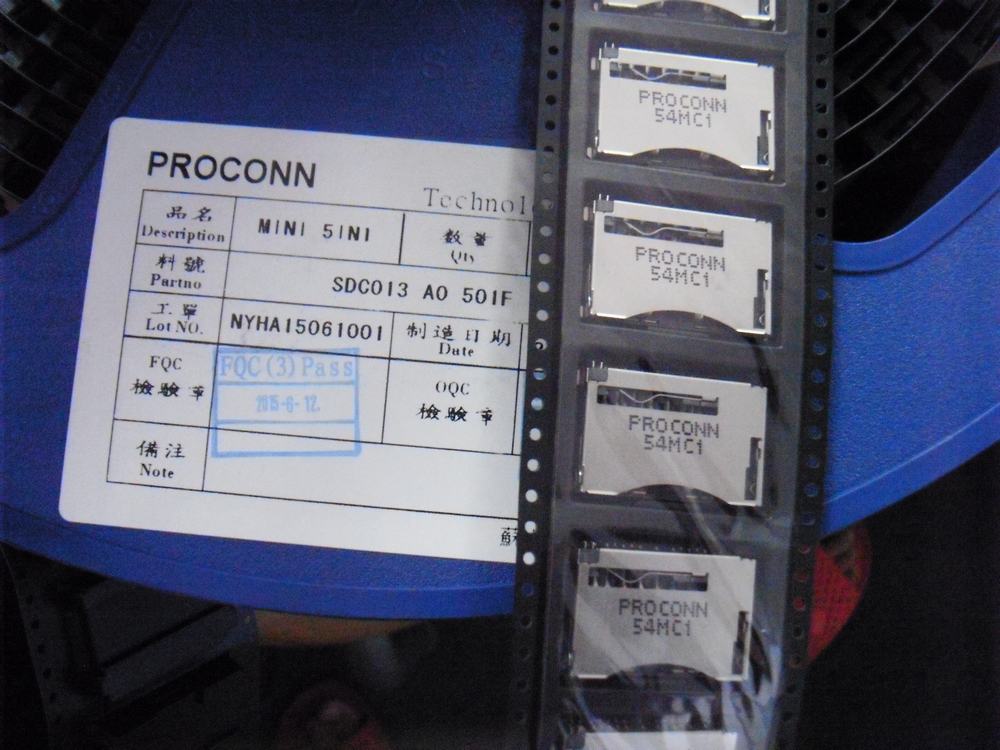 PROCONN
Technol
品名
Description
MINI 5IN1
數量
Qty
料號
Partno
SDC013 A0 501F
工單
Lot NO.
NYHA15061001
制造日期
Date
FQC
檢驗章
FQC (3) Pass
2015-6-12.
OQC
檢驗章
備注
Note
蘇
PROCONN
54MC1
PROCONN
54MC1
PROCONN
54MC1
PROCONN
54MC1